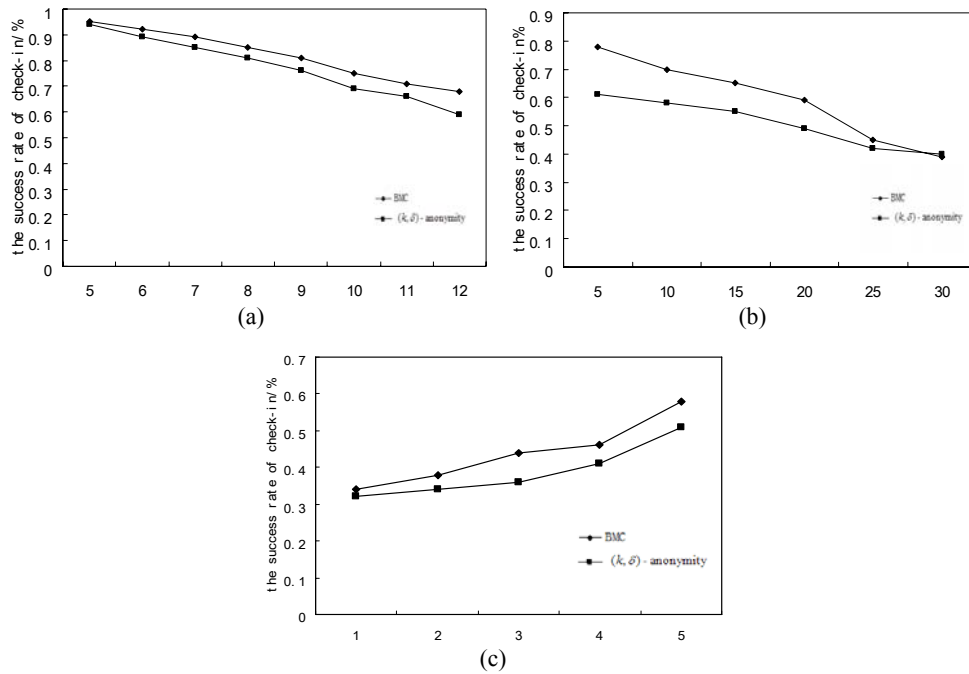 the success rate of check-in/%
1
0.9
0.8
0.7
0.6
0.5
0.4
0.3
0.2
0.1
0
5 6 7 8 9 10 11 12
BMC
(k, δ) - anonymity
(a)
the success rate of check-in%
0.9
0.8
0.7
0.6
0.5
0.4
0.3
0.2
0.1
0
5 10 15 20 25 30
BMC
(k, δ) - anonymity
(b)
the success rate of check-in/%
0.7
0.6
0.5
0.4
0.3
0.2
0.1
0
1 2 3 4 5
BMC
(k, δ) - anonymity
(c)